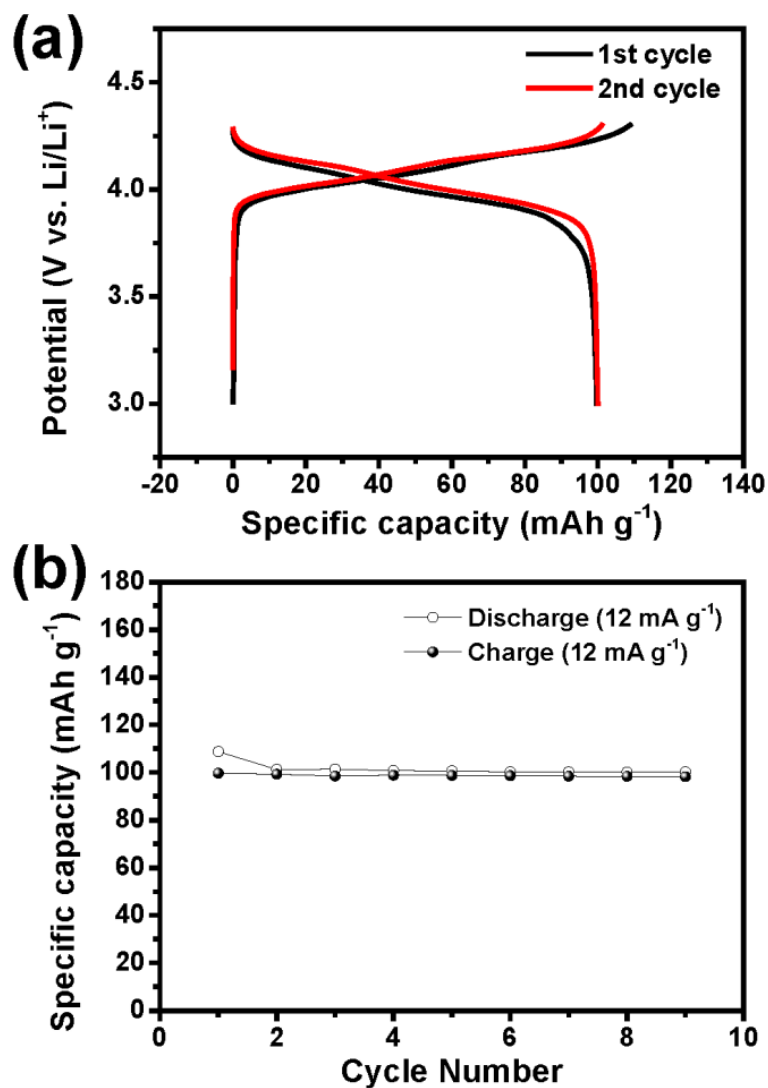 (a)
1st cycle
2nd cycle
4.5
4.0
3.5
3.0
Potential (V vs. Li/Li⁺)
-20 0 20 40 60 80 100 120 140
Specific capacity (mAh g⁻¹)
(b)
Discharge (12 mA g⁻¹)
Charge (12 mA g⁻¹)
180
160
140
120
100
80
60
40
20
0
Specific capacity (mAh g⁻¹)
0 2 4 6 8 10
Cycle Number